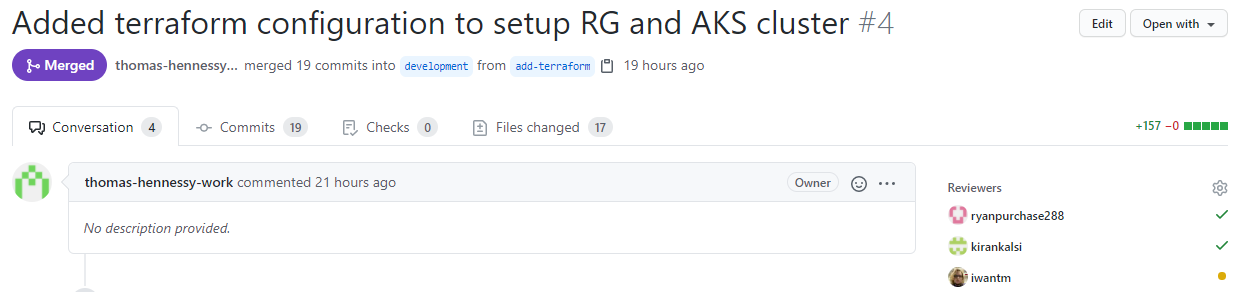 Added terraform configuration to setup RG and AKS cluster #4
Edit
Open with
Merged thomas-hennessy... merged 19 commits into development from add-terraform 19 hours ago
Conversation 4 Commits 19 Checks 0 Files changed 17 +157 −0
thomas-hennessy-work commented 21 hours ago Owner
No description provided.
Reviewers
ryanpurchase288
kirankalsi
iwantm